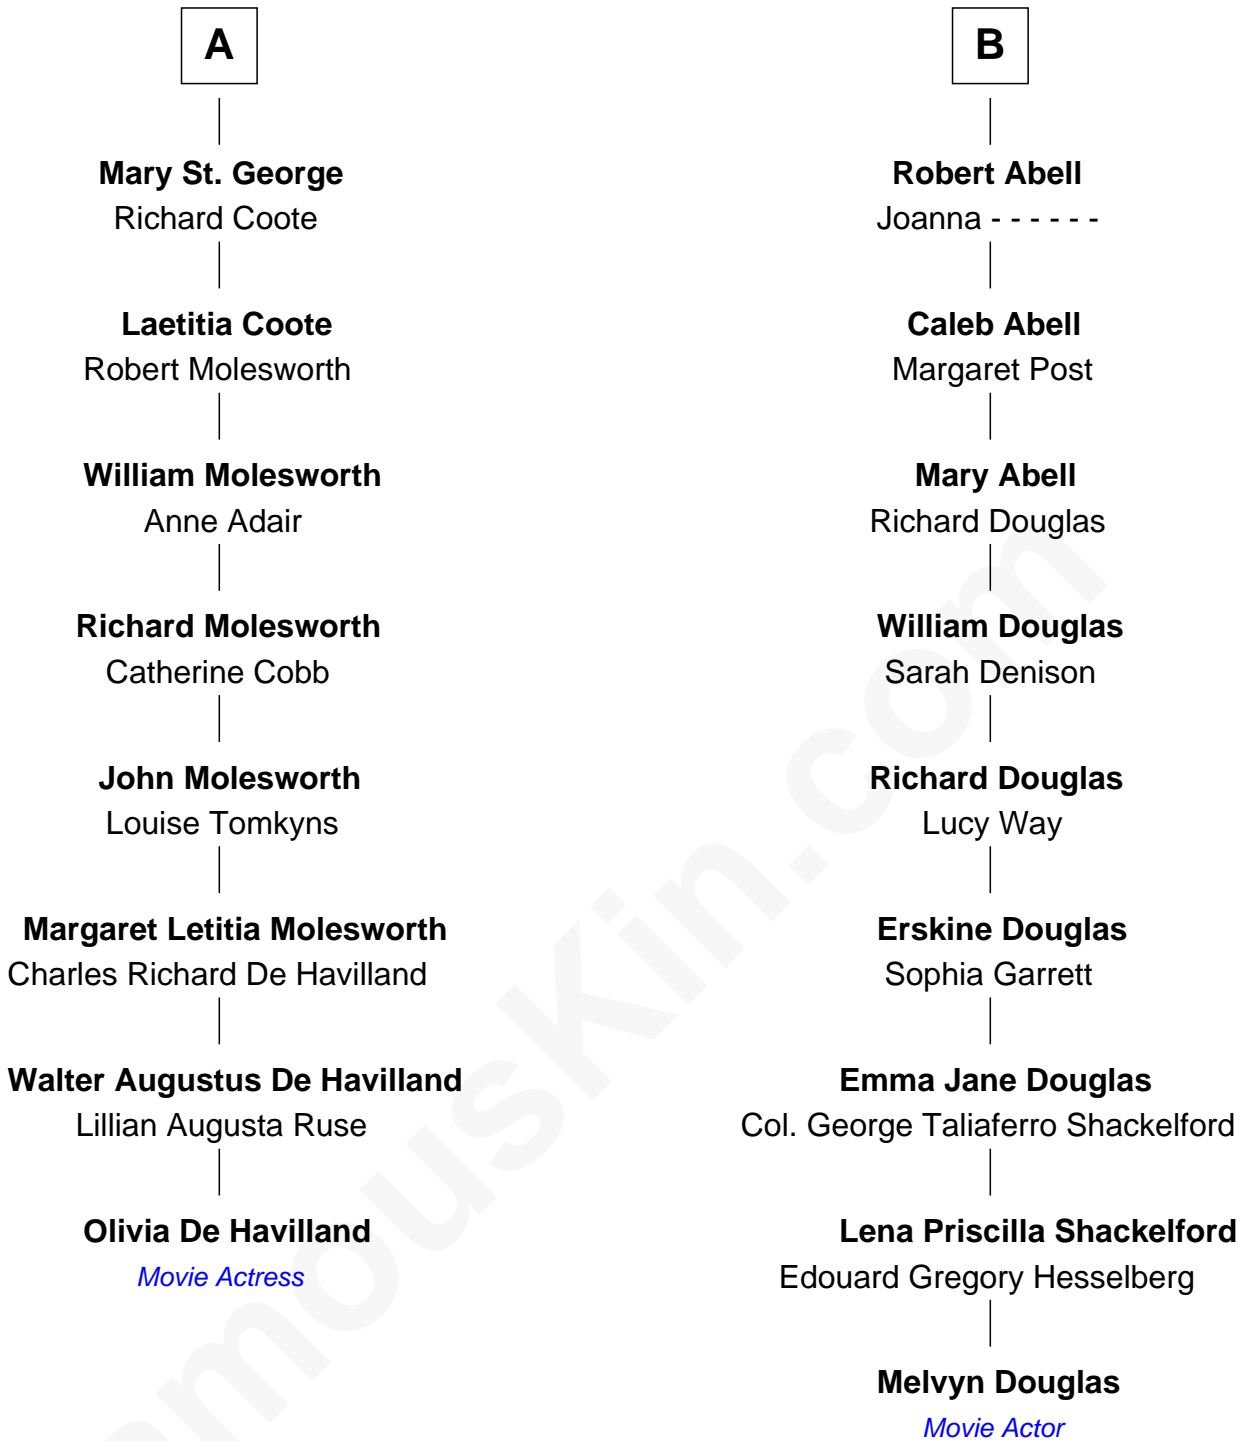 A
Mary St. George
Richard Coote
Laetitia Coote
Robert Molesworth
William Molesworth
Anne Adair
Richard Molesworth
Catherine Cobb
John Molesworth
Louise Tomkyns
Margaret Letitia Molesworth
Charles Richard De Havilland
Walter Augustus De Havilland
Lillian Augusta Ruse
Olivia De Havilland
Movie Actress
B
Robert Abell
Joanna - - - - - -
Caleb Abell
Margaret Post
Mary Abell
Richard Douglas
William Douglas
Sarah Denison
Richard Douglas
Lucy Way
Erskine Douglas
Sophia Garrett
Emma Jane Douglas
Col. George Taliaferro Shackelford
Lena Priscilla Shackelford
Edouard Gregory Hesselberg
Melvyn Douglas
Movie Actor
amousKin.com